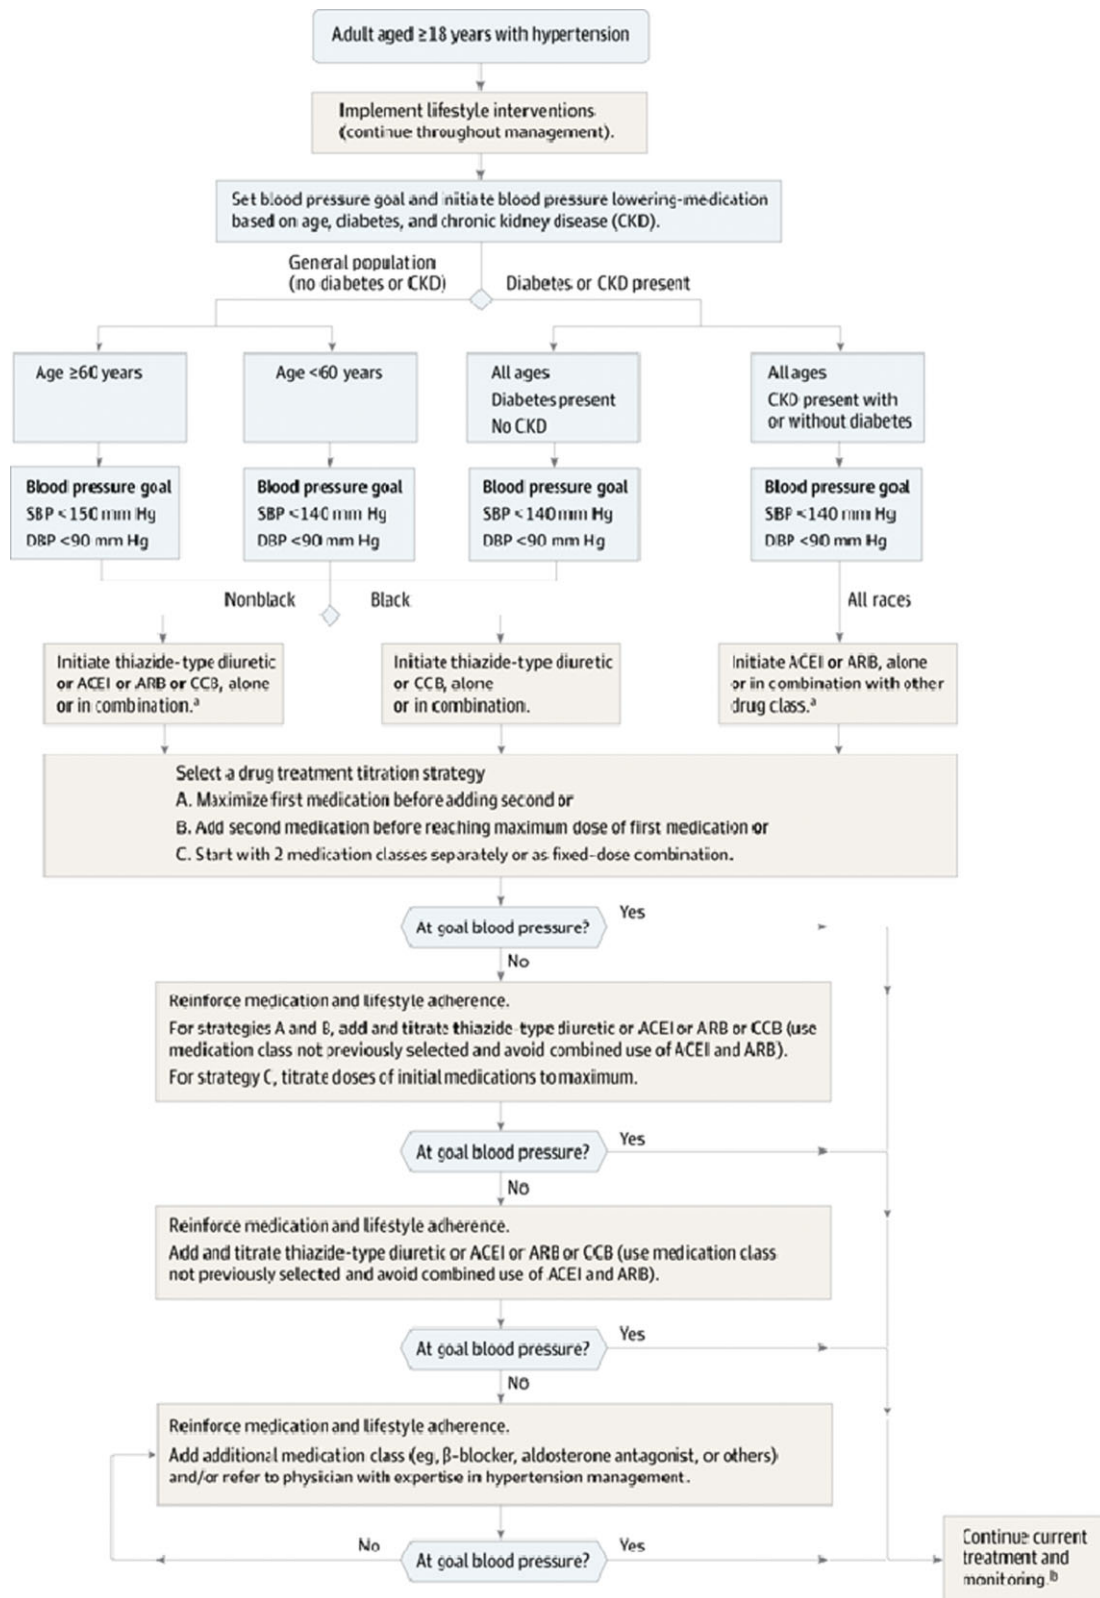 Adult aged ≥18 years with hypertension
Implement lifestyle interventions
(continue throughout management).
Set blood pressure goal and initiate blood pressure lowering-medication
based on age, diabetes, and chronic kidney disease (CKD).
General population
(no diabetes or CKD)
Diabetes or CKD present
Age ≥60 years
Age <60 years
All ages
Diabetes present
No CKD
All ages
CKD present with
or without diabetes
Blood pressure goal
SBP <150 mm Hg
DBP <90 mm Hg
Blood pressure goal
SBP <140 mm Hg
DBP <90 mm Hg
Blood pressure goal
SBP <140 mm Hg
DBP <90 mm Hg
Blood pressure goal
SBP <140 mm Hg
DBP <90 mm Hg
Nonblack
Black
All races
Initiate thiazide-type diuretic
or ACEI or ARB or CCB, alone
or in combination.a
Initiate thiazide-type diuretic
or CCB, alone
or in combination.
Initiate ACEI or ARB, alone
or in combination with other
drug class.a
Select a drug treatment titration strategy
A. Maximize first medication before adding second or
B. Add second medication before reaching maximum dose of first medication or
C. Start with 2 medication classes separately or as fixed-dose combination.
At goal blood pressure?
Yes
No
Reinforce medication and lifestyle adherence.
For strategies A and B, add and titrate thiazide-type diuretic or ACEI or ARB or CCB (use
medication class not previously selected and avoid combined use of ACEI and ARB).
For strategy C, titrate doses of initial medications to maximum.
At goal blood pressure?
Yes
No
Reinforce medication and lifestyle adherence.
Add and titrate thiazide-type diuretic or ACEI or ARB or CCB (use medication class
not previously selected and avoid combined use of ACEI and ARB).
At goal blood pressure?
Yes
No
Reinforce medication and lifestyle adherence.
Add additional medication class (eg, β-blocker, aldosterone antagonist, or others)
and/or refer to physician with expertise in hypertension management.
No
At goal blood pressure?
Yes
Continue current
treatment and
monitoring.b